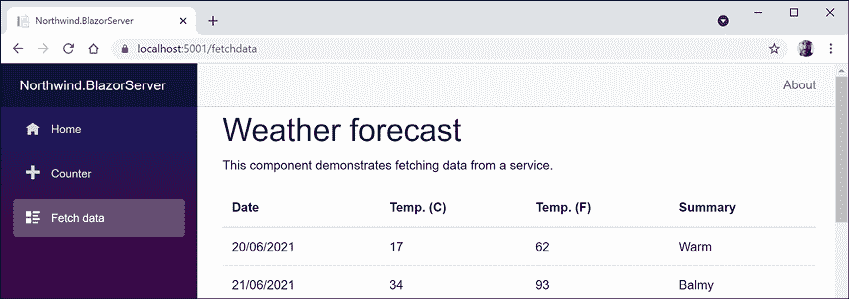 Northwind.BlazorServer
localhost:5001/fetchdata
Northwind.BlazorServer
About
Home
Counter
Fetch data
Weather forecast
This component demonstrates fetching data from a service.
Date Temp. (C) Temp. (F) Summary
20/06/2021 17 62 Warm
21/06/2021 34 93 Balmy